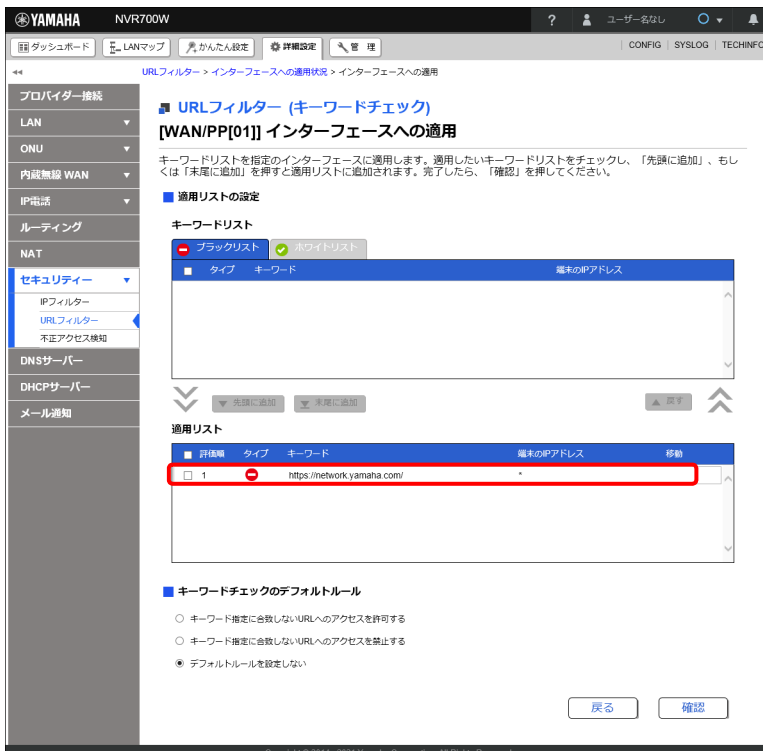 YAMAHA NVR700W ? ユーザー名なし
ダッシュボード LANマップ かんたん設定 詳細設定 管 理 CONFIG SYSLOG TECHINFO
URLフィルター > インターフェースへの適用状況 > インターフェースへの適用
プロバイダー接続
LAN
ONU
内蔵無線 WAN
IP電話
ルーティング
NAT
セキュリティー
IPフィルター
URLフィルター
不正アクセス検知
DNSサーバー
DHCPサーバー
メール通知
URLフィルター (キーワードチェック)
[WAN/PP[01]] インターフェースへの適用
キーワードリストを指定のインターフェースに適用します。適用したいキーワードリストをチェックし、「先頭に追加」、もし
くは「末尾に追加」を押すと適用リストに追加されます。完了したら、「確認」を押してください。
適用リストの設定
キーワードリスト
ブラックリスト ホワイトリスト
タイプ キーワード 端末のIPアドレス
先頭に追加 末尾に追加 戻す
適用リスト
評価順 タイプ キーワード 端末のIPアドレス 移動
1 https://network.yamaha.com/ *
キーワードチェックのデフォルトルール
キーワード指定に合致しないURLへのアクセスを許可する
キーワード指定に合致しないURLへのアクセスを禁止する
デフォルトルールを設定しない
戻る 確認